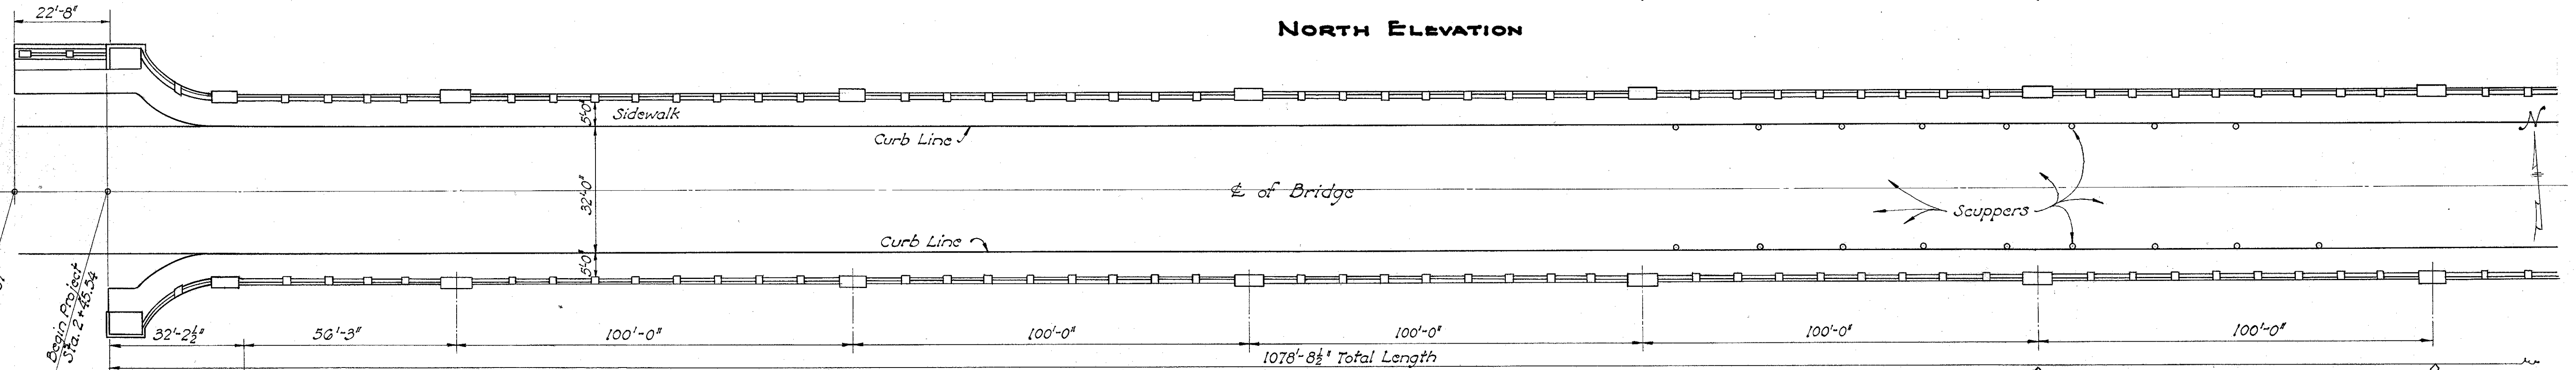 22'-8"
NORTH ELEVATION
5'-0"
Sidewalk
Curb Line
N
32'-0"
℄ of Bridge
Scuppers
Curb Line
5'-0"
Begin Project
Sta. 2+45.34
32'-2½"
56'-3"
100'-0"
100'-0"
100'-0"
100'-0"
100'-0"
1078'-8½" Total Length